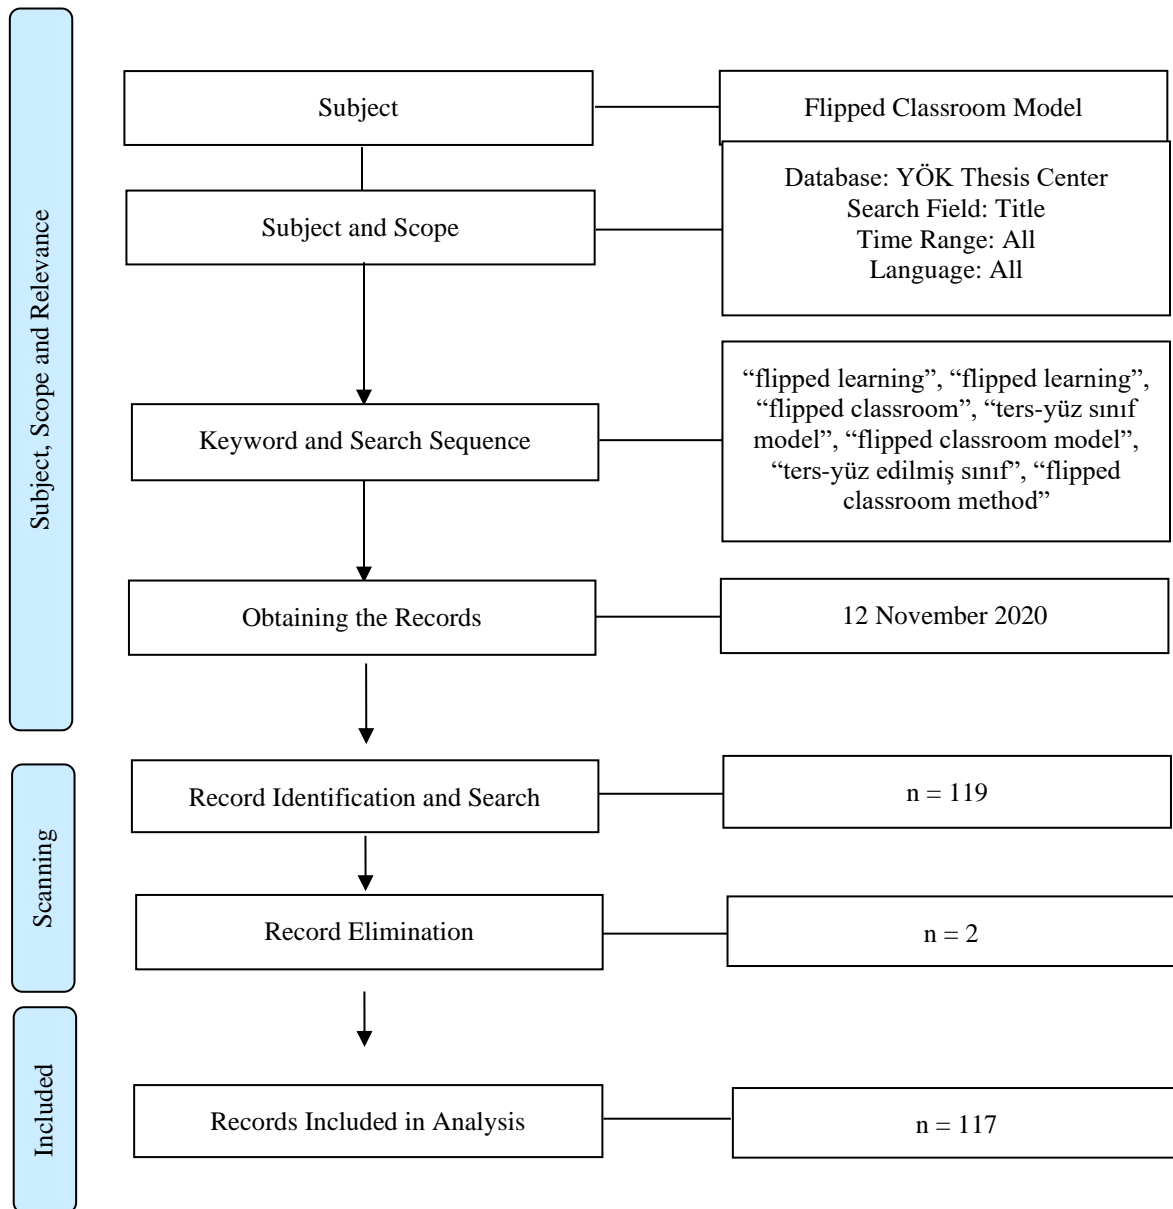 Subject, Scope and Relevance
Subject
Flipped Classroom Model
Subject and Scope
Database: YÖK Thesis Center
Search Field: Title
Time Range: All
Language: All
Keyword and Search Sequence
“flipped learning”, “flipped learning”,
“flipped classroom”, “ters-yüz sınıf
model”, “flipped classroom model”,
“ters-yüz edilmiş sınıf”, “flipped
classroom method”
Obtaining the Records
12 November 2020
Scanning
Record Identification and Search
n = 119
Record Elimination
n = 2
Included
Records Included in Analysis
n = 117